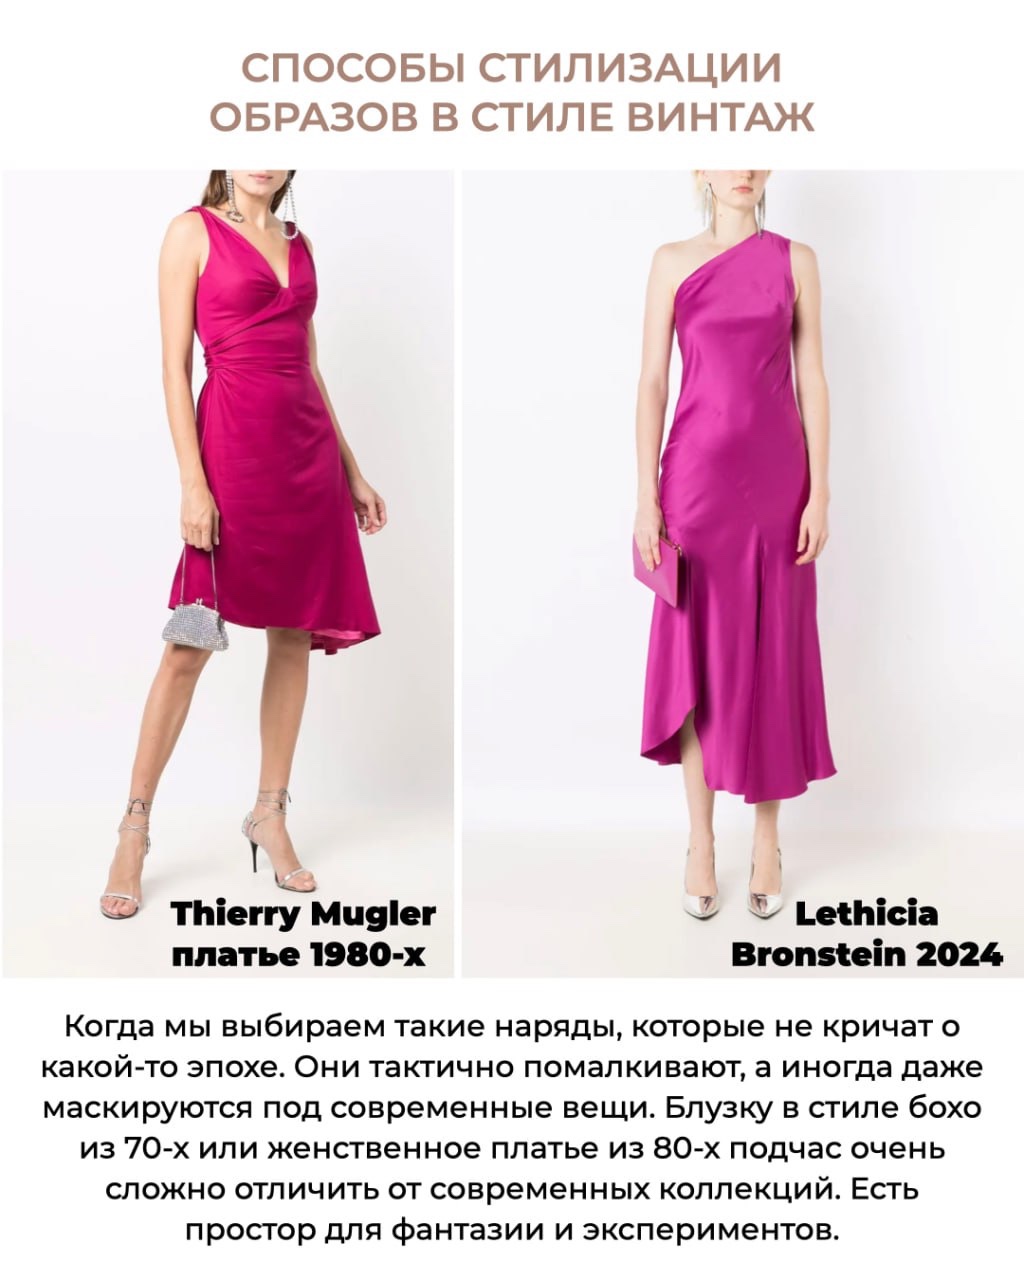 СПОСОБЫ СТИЛИЗАЦИИ
ОБРАЗОВ В СТИЛЕ ВИНТАЖ
Thierry Mugler
платье 1980-х
Lethicia
Bronstein 2024
Когда мы выбираем такие наряды, которые не кричат о
какой-то эпохе. Они тактично помалкивают, а иногда даже
маскируются под современные вещи. Блузку в стиле бохо
из 70-х или женственное платье из 80-х подчас очень
сложно отличить от современных коллекций. Есть
простор для фантазии и экспериментов.